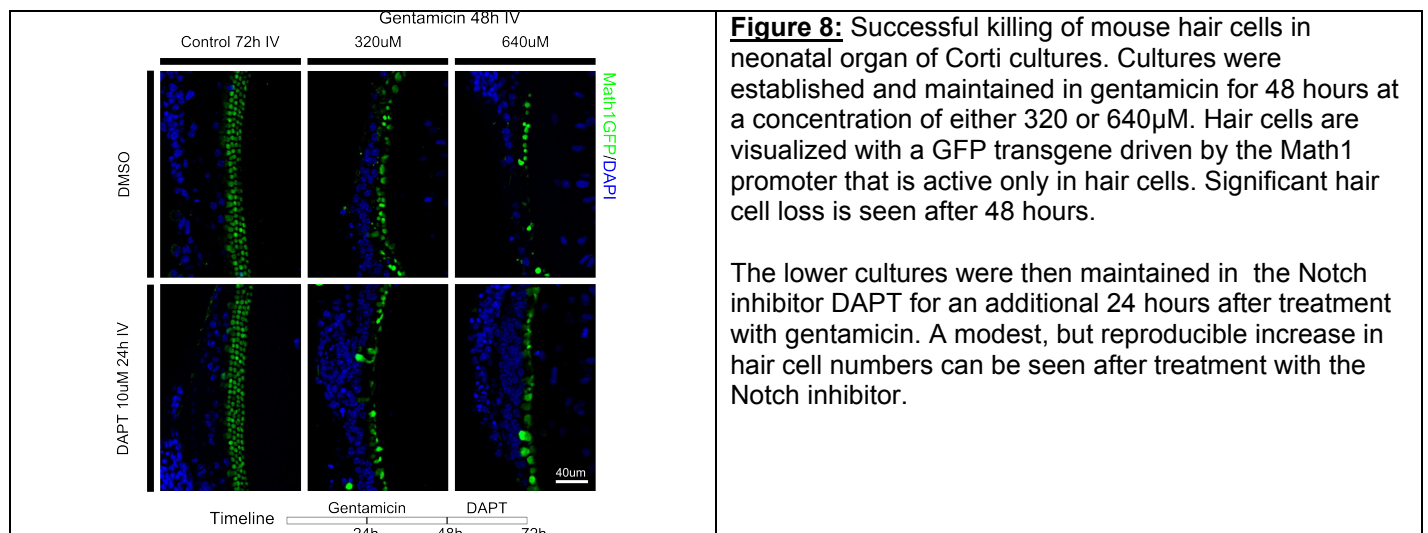 Gentamicin 48h IV
Control 72h IV 320uM 640uM
DMSO
Math1GFP/DAPI
DAPT 10uM 24h IV
40um
Timeline Gentamicin DAPT
24h 48h 72h
Figure 8: Successful killing of mouse hair cells in
neonatal organ of Corti cultures. Cultures were
established and maintained in gentamicin for 48 hours at
a concentration of either 320 or 640µM. Hair cells are
visualized with a GFP transgene driven by the Math1
promoter that is active only in hair cells. Significant hair
cell loss is seen after 48 hours.
The lower cultures were then maintained in the Notch
inhibitor DAPT for an additional 24 hours after treatment
with gentamicin. A modest, but reproducible increase in
hair cell numbers can be seen after treatment with the
Notch inhibitor.